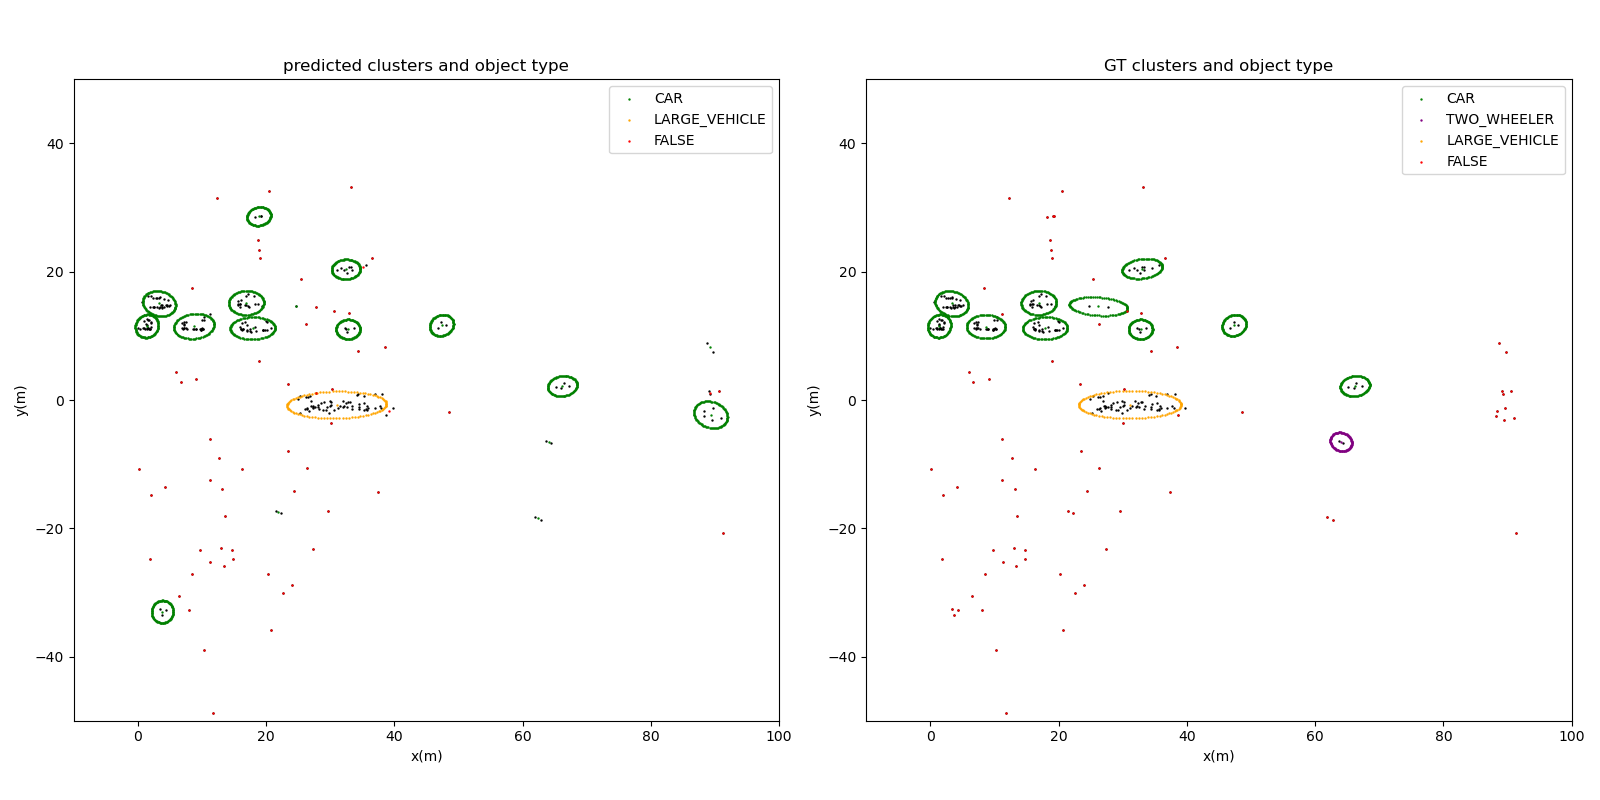 predicted clusters and object type
CAR
LARGE_VEHICLE
FALSE
40
20
0
−20
−40
y(m)
0 20 40 60 80 100
x(m)
GT clusters and object type
CAR
TWO_WHEELER
LARGE_VEHICLE
FALSE
40
20
0
−20
−40
y(m)
0 20 40 60 80 100
x(m)